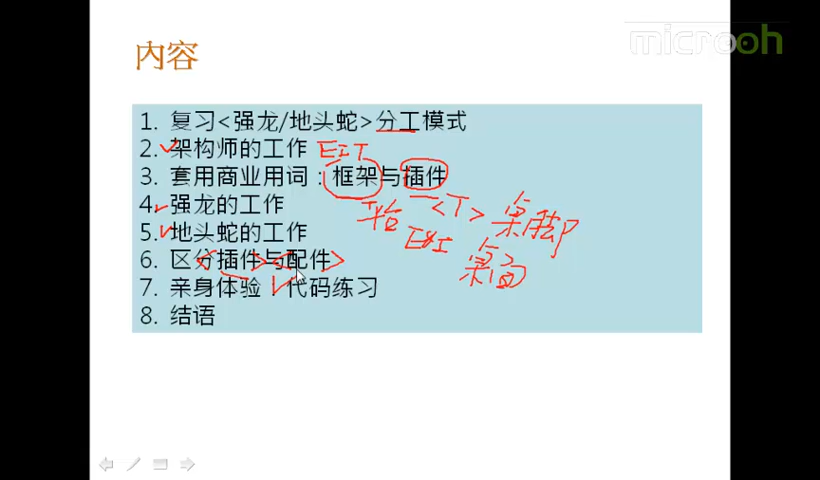 microoh
内容
1. 复习<强龙/地头蛇>分工模式
2. 架构师的工作 EIT
3. 套用商业用词：框架与插件
4. 强龙的工作 <T> 桌脚
5. 地头蛇的工作 E&I 桌面
6. 区分插件与配件
7. 亲身体验：代码练习
8. 结语